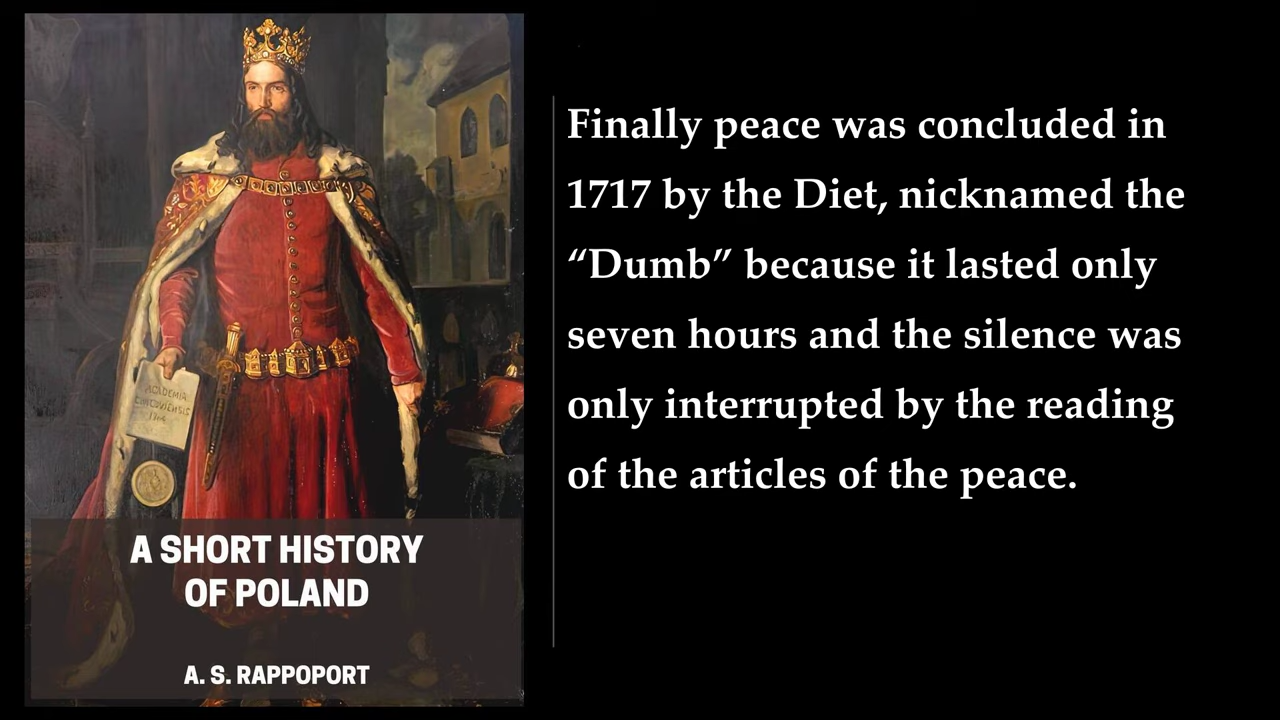 ACADEMIA
A SHORT HISTORY
OF POLAND
A. S. RAPPOPORT
Finally peace was concluded in
1717 by the Diet, nicknamed the
“Dumb” because it lasted only
seven hours and the silence was
only interrupted by the reading
of the articles of the peace.